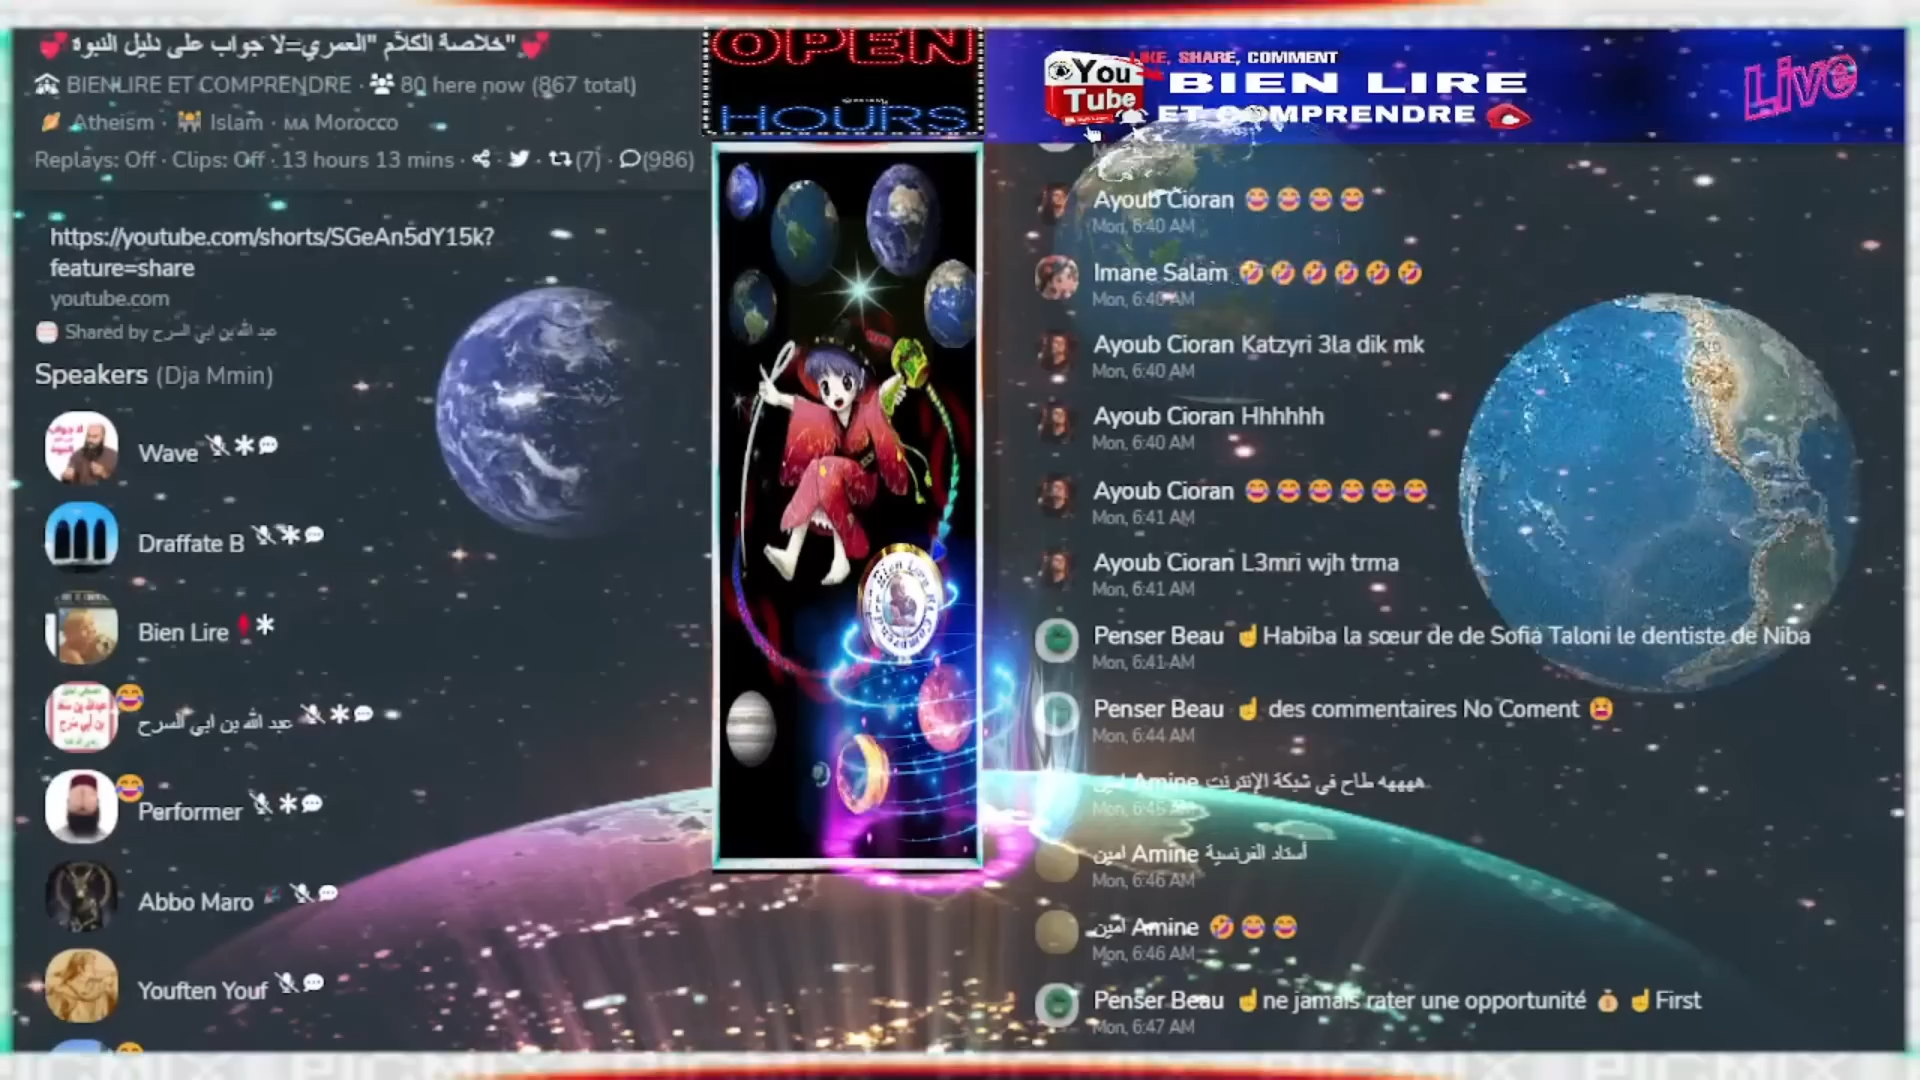 💕"خلاصة الكلام "العمري=لا جواب على دليل النبوة💕
BIENLIRE ET COMPRENDRE · 80 here now (867 total)
Atheism · Islam · MA Morocco
Replays: Off · Clips: Off · 13 hours 13 mins · (7) · (986)
https://youtube.com/shorts/SGeAn5dY15k?
feature=share
youtube.com
Shared by عبد الله بن ابي السرح
Speakers (Dja Mmin)
Wave
Draffate B
Bien Lire
عبد الله بن ابي السرح
Performer
Abbo Maro
Youften Youf
OPEN
HOURS
You
Tube
LIKE, SHARE, COMMENT
BIEN LIRE
ET COMPRENDRE
Live
Ayoub Cioran 😂😂😂😂
Mon, 6:40 AM
Imane Salam 🤣🤣🤣🤣🤣🤣
Mon, 6:40 AM
Ayoub Cioran Katzyri 3la dik mk
Mon, 6:40 AM
Ayoub Cioran Hhhhhh
Mon, 6:40 AM
Ayoub Cioran 😂😂😂😂😂😂
Mon, 6:41 AM
Ayoub Cioran L3mri wjh trma
Mon, 6:41 AM
Penser Beau ☝Habiba la sœur de de Sofia Taloni le dentiste de Niba
Mon, 6:41 AM
Penser Beau ☝ des commentaires No Coment 😆
Mon, 6:44 AM
امين Amine ههههه طاح في شبكة الإنترنت
Mon, 6:45 AM
امين Amine أستاد الفرنسية
Mon, 6:46 AM
امين Amine 🤣😂😂
Mon, 6:46 AM
Penser Beau ☝ne jamais rater une opportunité 💰 ☝First
Mon, 6:47 AM